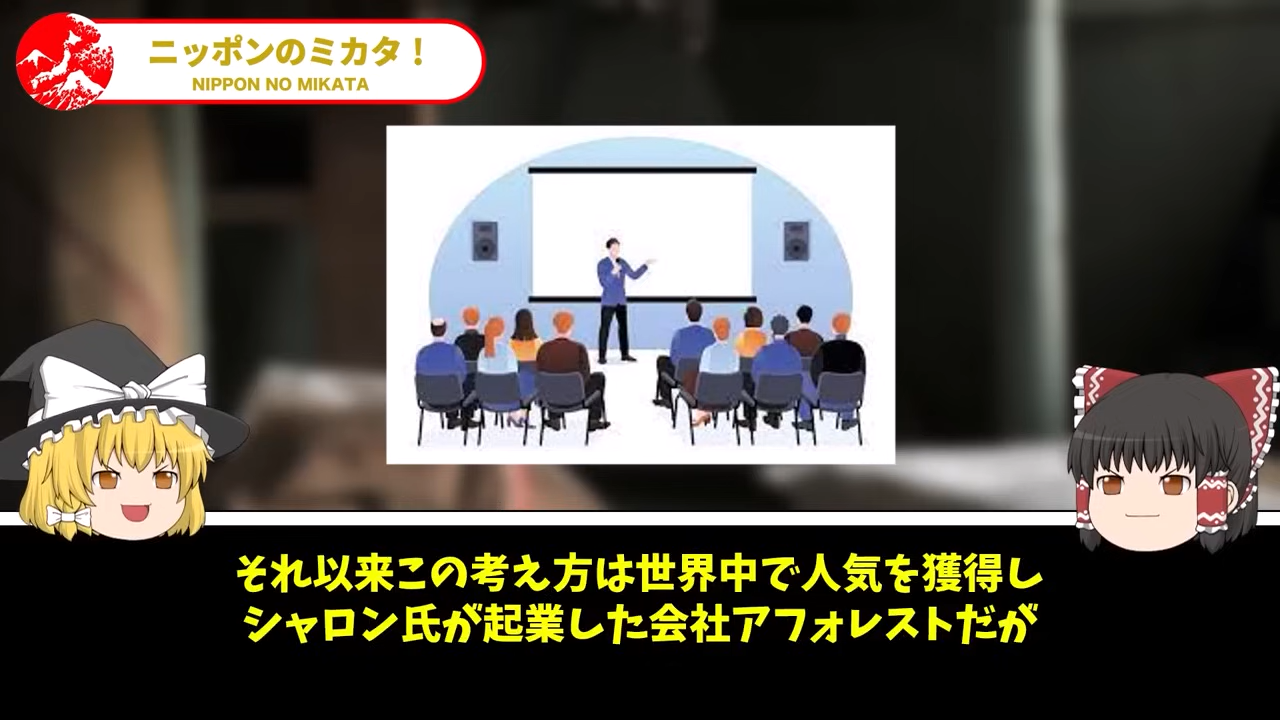 ニッポンのミカタ！
NIPPON NO MIKATA
それ以来この考え方は世界中で人気を獲得し
シャロン氏が起業した会社アフォレストだが